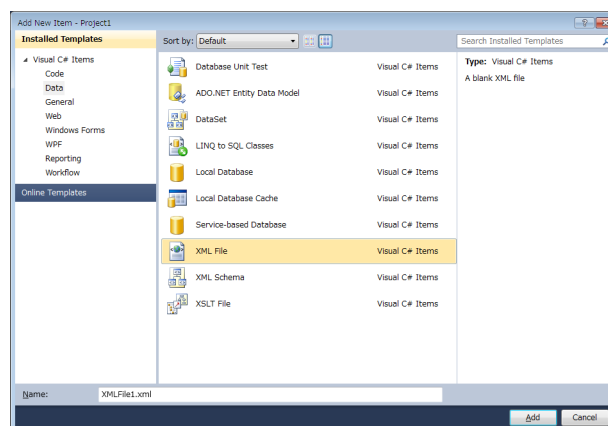 Add New Item - Project1
Installed Templates
Sort by: Default
Search Installed Templates
Visual C# Items
Code
Data
General
Web
Windows Forms
WPF
Reporting
Workflow
Online Templates
Database Unit Test Visual C# Items
ADO.NET Entity Data Model Visual C# Items
DataSet Visual C# Items
LINQ to SQL Classes Visual C# Items
Local Database Visual C# Items
Local Database Cache Visual C# Items
Service-based Database Visual C# Items
XML File Visual C# Items
XML Schema Visual C# Items
XSLT File Visual C# Items
Type: Visual C# Items
A blank XML file
Name: XMLFile1.xml
Add Cancel